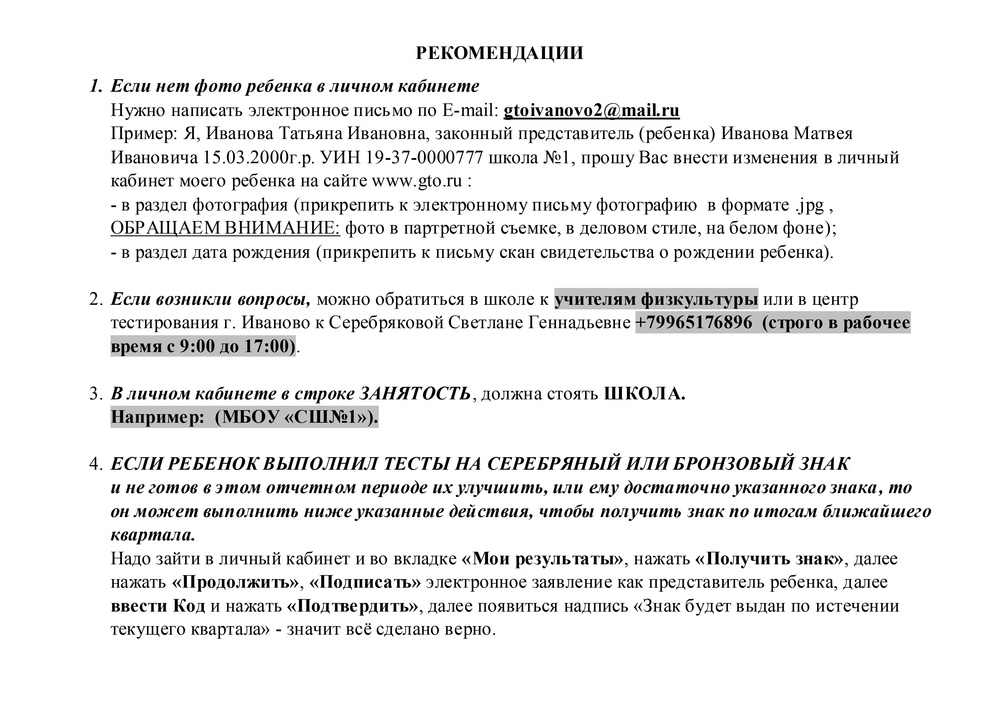 РЕКОМЕНДАЦИИ
1. Если нет фото ребенка в личном кабинете
Нужно написать электронное письмо по E-mail: gtoivanovo2@mail.ru
Пример: Я, Иванова Татьяна Ивановна, законный представитель (ребенка) Иванова Матвея
Ивановича 15.03.2000г.р. УИН 19-37-0000777 школа №1, прошу Вас внести изменения в личный
кабинет моего ребенка на сайте www.gto.ru :
- в раздел фотография (прикрепить к электронному письму фотографию в формате .jpg ,
ОБРАЩАЕМ ВНИМАНИЕ: фото в партретной съемке, в деловом стиле, на белом фоне);
- в раздел дата рождения (прикрепить к письму скан свидетельства о рождении ребенка).
2. Если возникли вопросы, можно обратиться в школе к учителям физкультуры или в центр
тестирования г. Иваново к Серебряковой Светлане Геннадьевне +79965176896 (строго в рабочее
время с 9:00 до 17:00).
3. В личном кабинете в строке ЗАНЯТОСТЬ, должна стоять ШКОЛА.
Например: (МБОУ «СШ№1»).
4. ЕСЛИ РЕБЕНОК ВЫПОЛНИЛ ТЕСТЫ НА СЕРЕБРЯНЫЙ ИЛИ БРОНЗОВЫЙ ЗНАК
и не готов в этом отчетном периоде их улучшить, или ему достаточно указанного знака, то
он может выполнить ниже указанные действия, чтобы получить знак по итогам ближайшего
квартала.
Надо зайти в личный кабинет и во вкладке «Мои результаты», нажать «Получить знак», далее
нажать «Продолжить», «Подписать» электронное заявление как представитель ребенка, далее
ввести Код и нажать «Подтвердить», далее появиться надпись «Знак будет выдан по истечении
текущего квартала» - значит всё сделано верно.